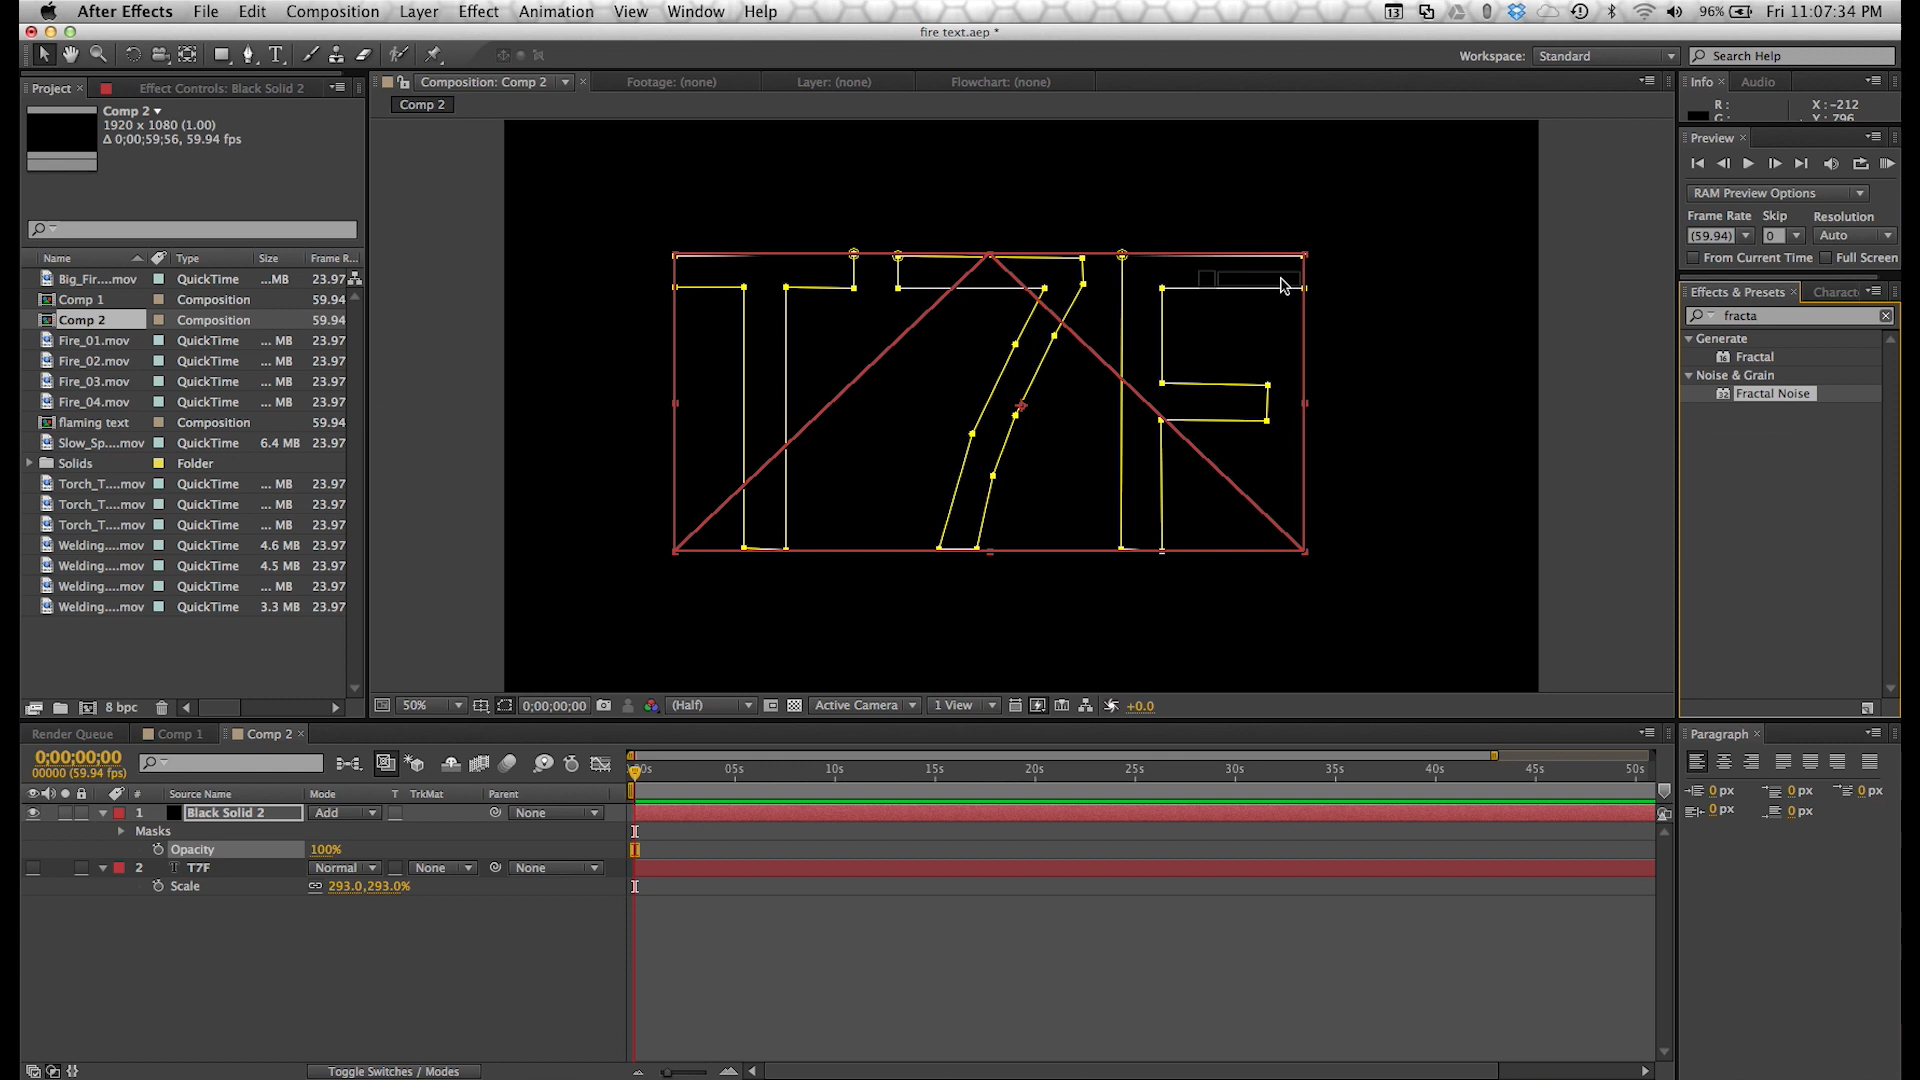 After Effects File Edit Composition Layer Effect Animation View Window Help
13 96% Fri 11:07:34 PM
fire text.aep *
Workspace: Standard Search Help
Project × Effect Controls: Black Solid 2
Composition: Comp 2 Footage: (none) Layer: (none) Flowchart: (none)
Info × Audio
Comp 2
Comp 2
1920 x 1080 (1.00)
Δ 0;00;59;56, 59.94 fps
R : X : -212
G : Y : 796
Preview ×
RAM Preview Options
Frame Rate Skip Resolution
(59.94) 0 Auto
From Current Time Full Screen
Name Type Size Frame R...
Big_Fir....mov QuickTime ...MB 23.97
Comp 1 Composition 59.94
Comp 2 Composition 59.94
Fire_01.mov QuickTime ... MB 23.97
Fire_02.mov QuickTime ... MB 23.97
Fire_03.mov QuickTime ... MB 23.97
Fire_04.mov QuickTime ... MB 23.97
flaming text Composition 59.94
Slow_Sp....mov QuickTime 6.4 MB 23.97
Solids Folder
Torch_T....mov QuickTime ... MB 23.97
Torch_T....mov QuickTime ... MB 23.97
Torch_T....mov QuickTime ... MB 23.97
Welding....mov QuickTime 4.6 MB 23.97
Welding....mov QuickTime 4.5 MB 23.97
Welding....mov QuickTime ... MB 23.97
Welding....mov QuickTime 3.3 MB 23.97
8 bpc
Effects & Presets × Charact
fracta
Generate
16 Fractal
Noise & Grain
32 Fractal Noise
50% 0;00;00;00 (Half) Active Camera 1 View +0.0
Render Queue Comp 1 Comp 2 ×
0;00;00;00
00000 (59.94 fps)
00s 05s 10s 15s 20s 25s 30s 35s 40s 45s 50s
# Source Name Mode T TrkMat Parent
1 Black Solid 2 Add None
Masks
Opacity 100%
2 T T7F Normal None None
Scale 293.0,293.0%
Toggle Switches / Modes
Paragraph ×
0 px 0 px 0 px
0 px 0 px